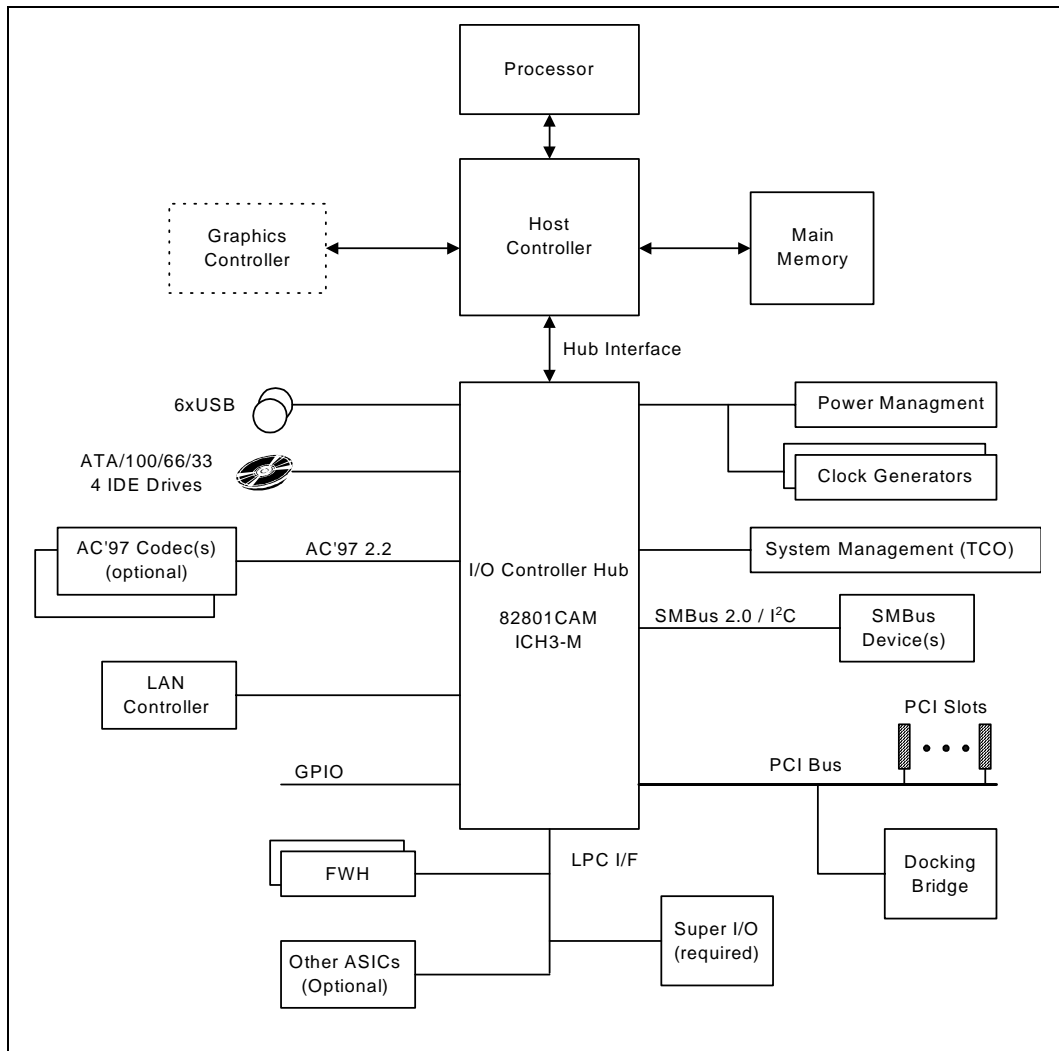 Processor
Host
Controller
Graphics
Controller
Main
Memory
Hub Interface
6xUSB
Power Managment
ATA/100/66/33
4 IDE Drives
Clock Generators
AC'97 Codec(s)
(optional)
AC'97 2.2
System Management (TCO)
I/O Controller Hub
82801CAM
ICH3-M
SMBus 2.0 / I²C
SMBus
Device(s)
LAN
Controller
PCI Slots
GPIO
PCI Bus
LPC I/F
FWH
Docking
Bridge
Super I/O
(required)
Other ASICs
(Optional)